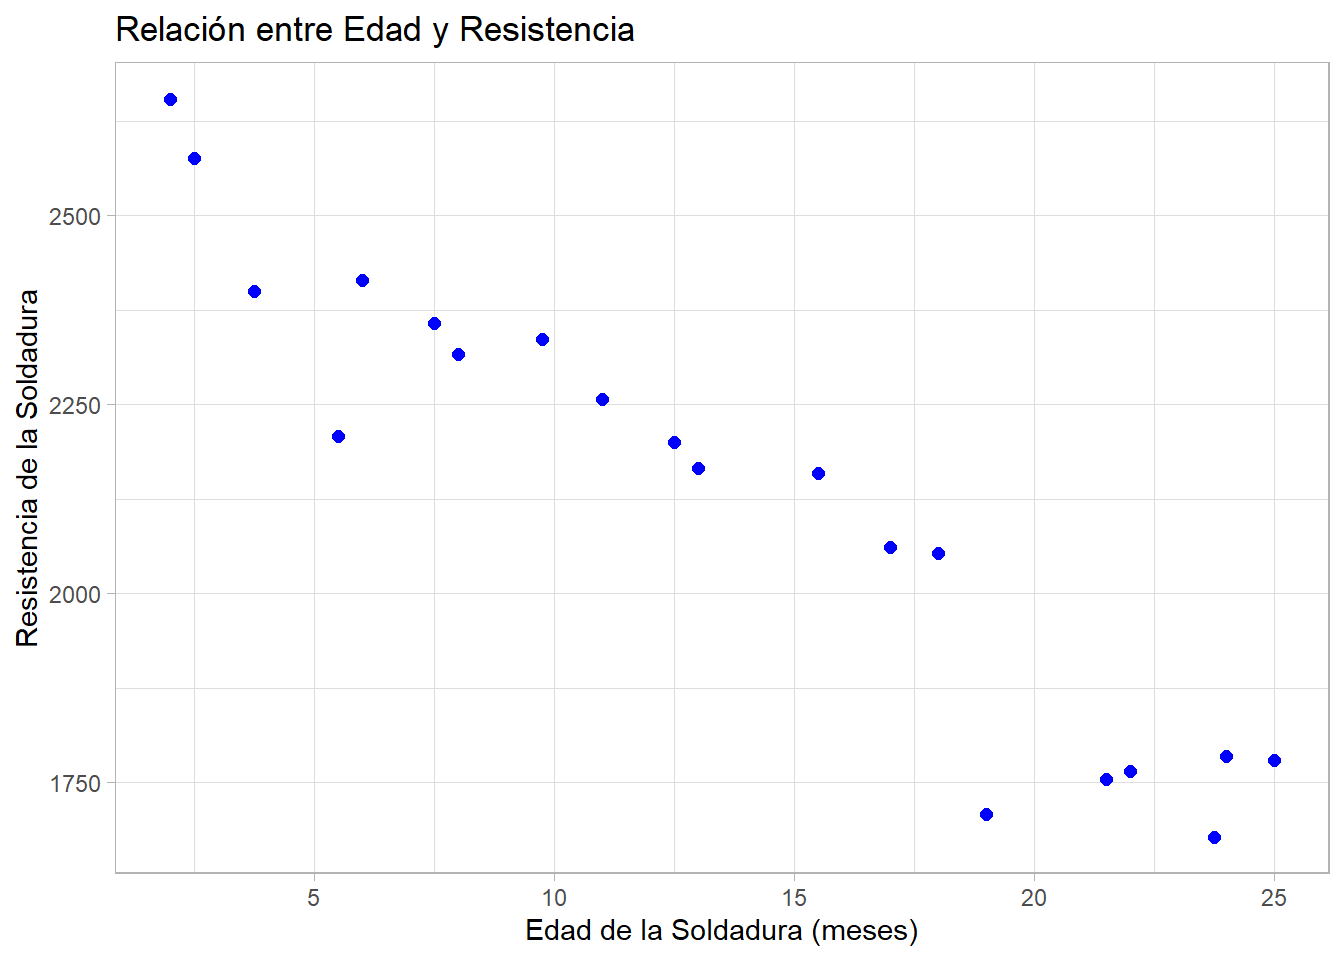 Relación entre Edad y Resistencia
Resistencia de la Soldadura
2500
2250
2000
1750
5 10 15 20 25
Edad de la Soldadura (meses)